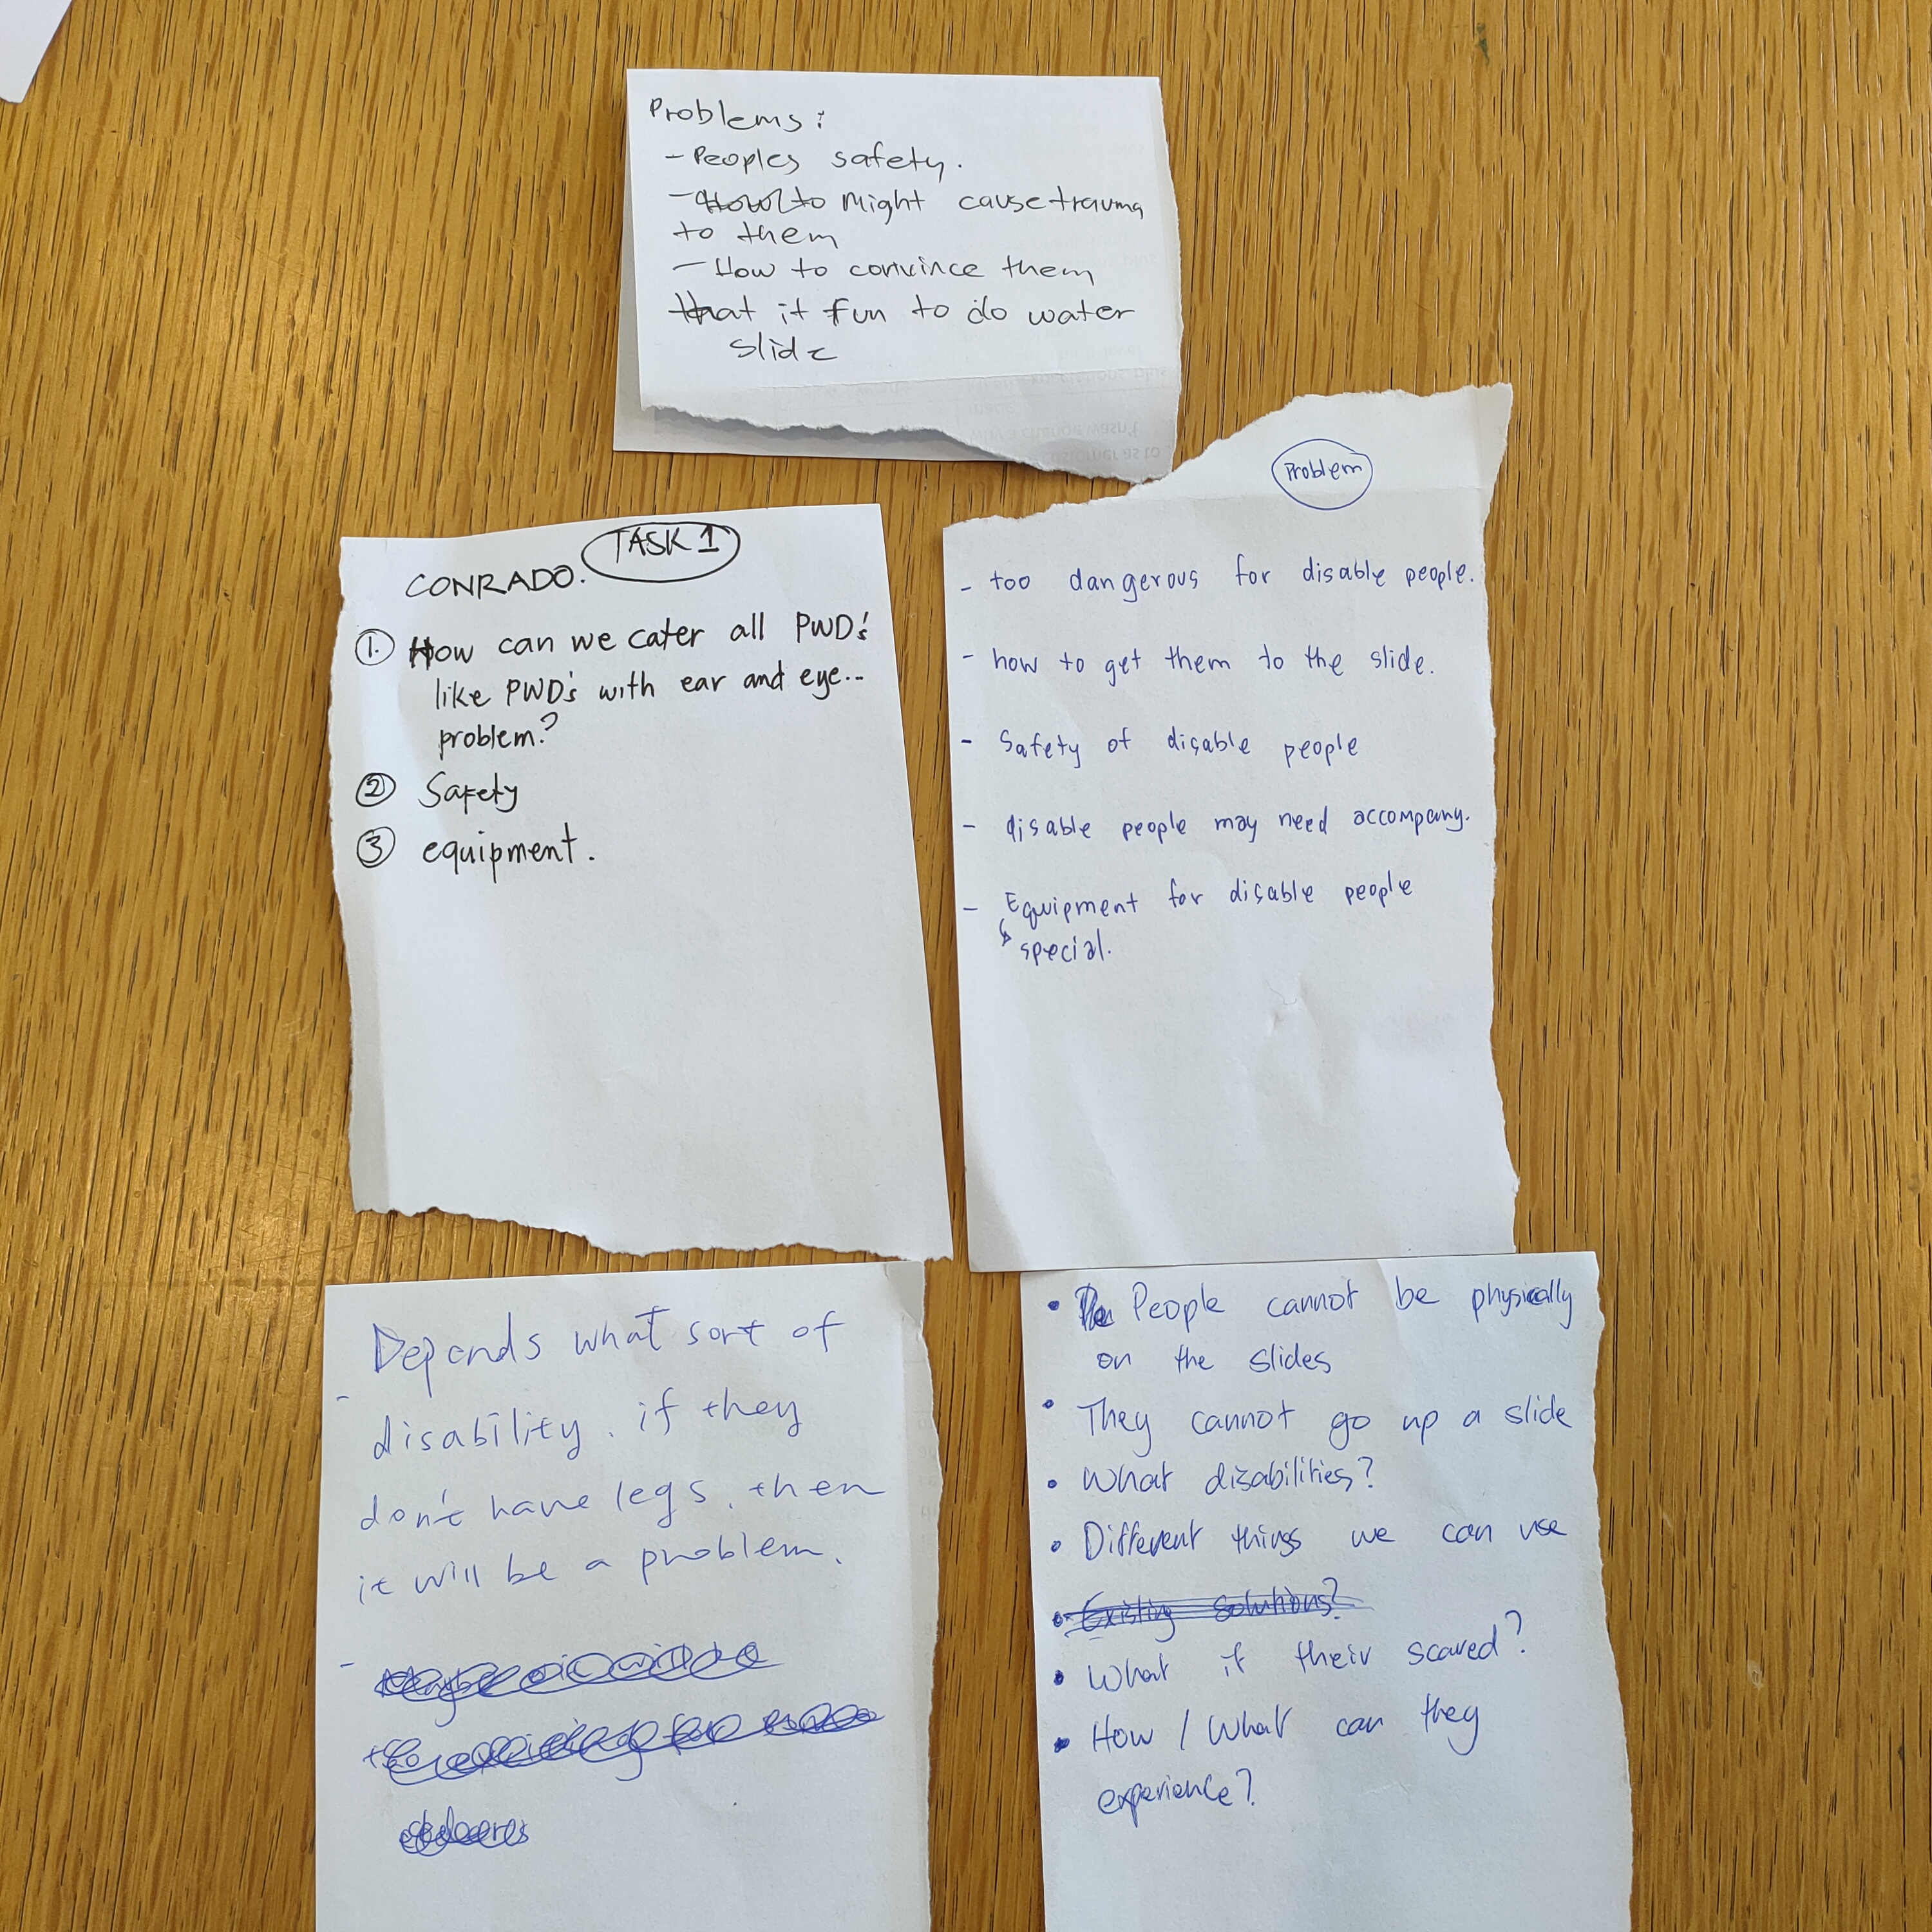 Problems:
- Peoples safety.
- How to Might cause trauma
to them
- How to convince them
that it fun to do water
slide
Problem
- too dangerous for disable people.
- how to get them to the slide.
- Safety of disable people
- disable people may need accompany.
- Equipment for disable people
↳ special.
TASK 1
CONRADO.
1. How can we cater all PWD's
like PWD's with ear and eye...
problem?
2 Safety
3 equipment.
- Depends what sort of
disability. if they
don't have legs. then
it will be a problem.
-
• People cannot be physically
on the slides
• They cannot go up a slide
• What disabilities?
• Different things we can use
• Existing solutions?
• What if their scared?
• How / What can they
experience?